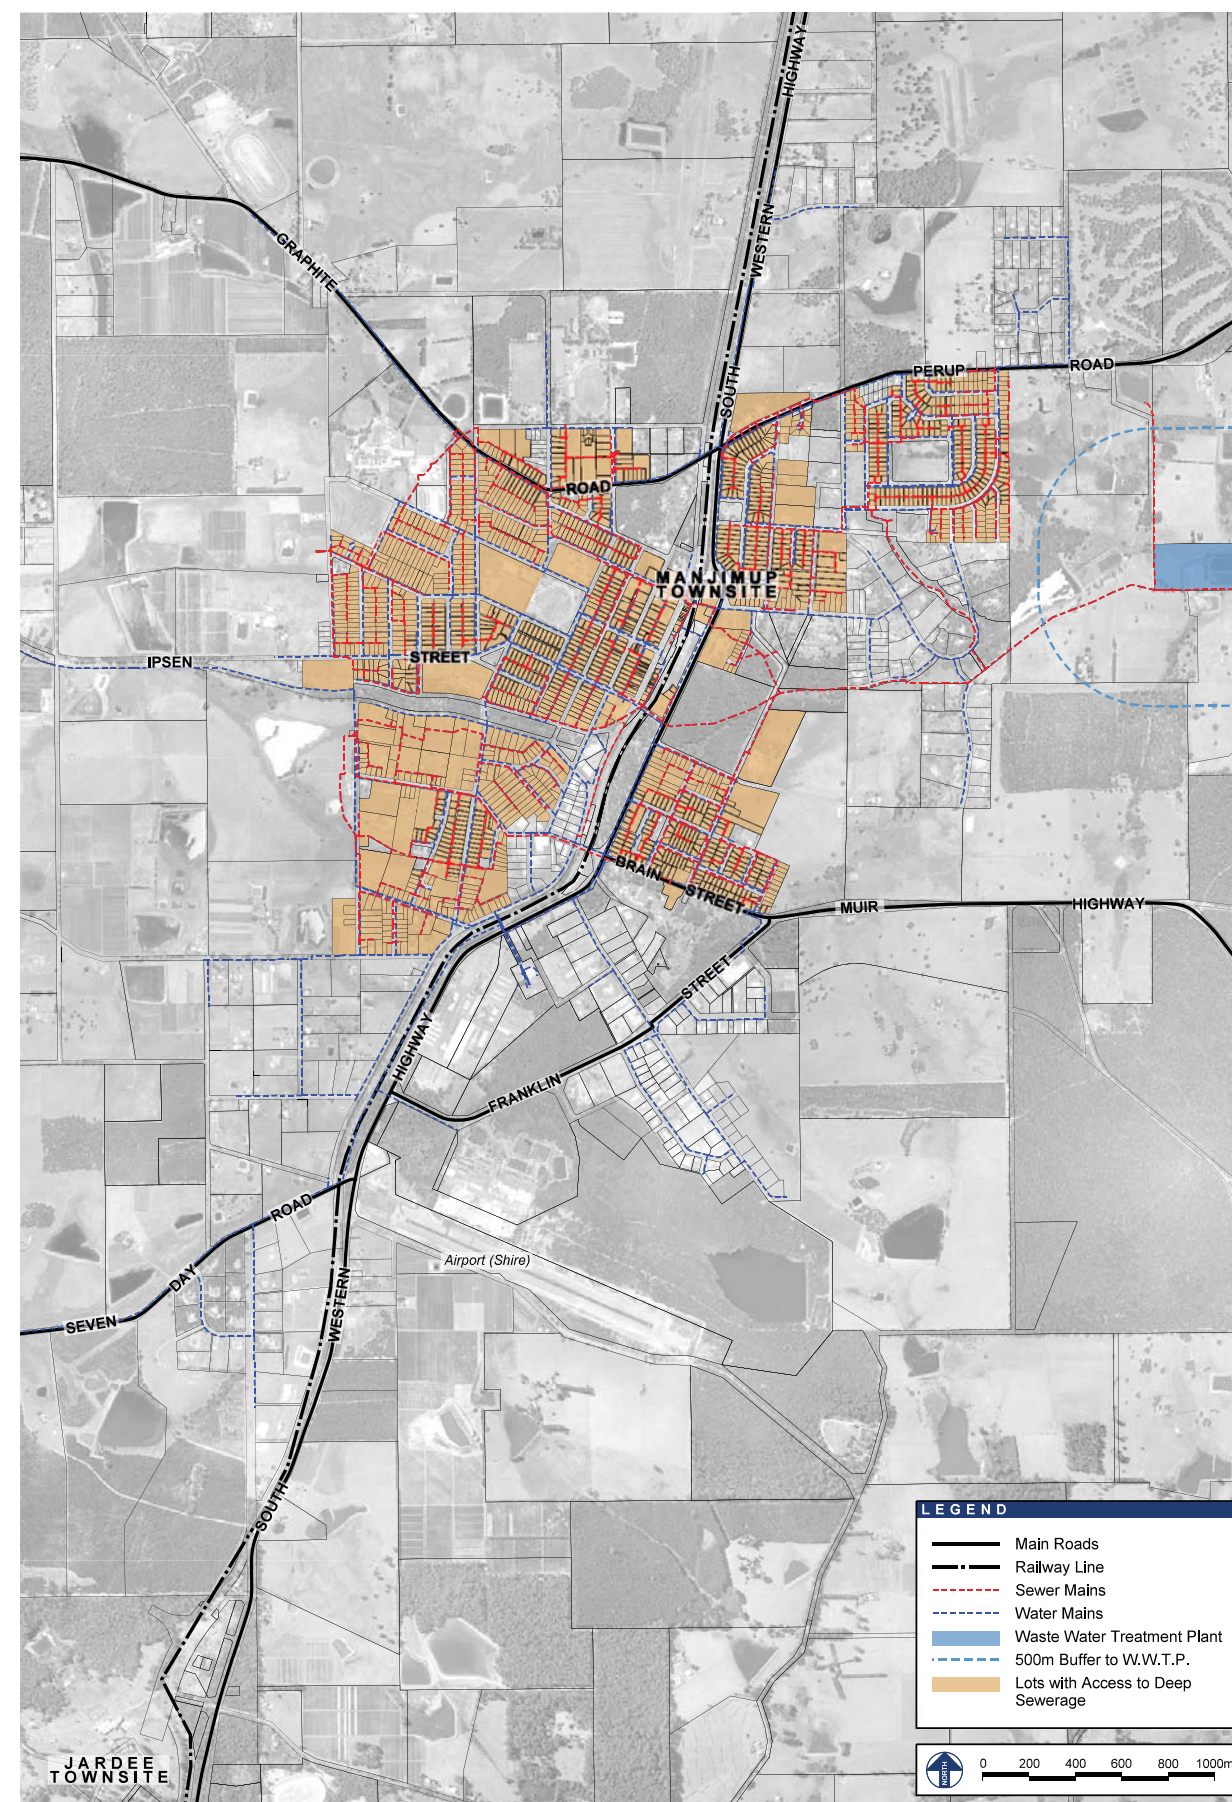 HIGHWAY
WESTERN
SOUTH
GRAPHITE
ROAD
PERUP
ROAD
MANJIMUP
TOWNSITE
IPSEN
STREET
BRAIN
STREET
MUIR
HIGHWAY
STREET
FRANKLIN
HIGHWAY
ROAD
DAY
SEVEN
Airport (Shire)
WESTERN
SOUTH
JARDEE
TOWNSITE
LEGEND
Main Roads
Railway Line
Sewer Mains
Water Mains
Waste Water Treatment Plant
500m Buffer to W.W.T.P.
Lots with Access to Deep
Sewerage
NORTH
0 200 400 600 800 1000m